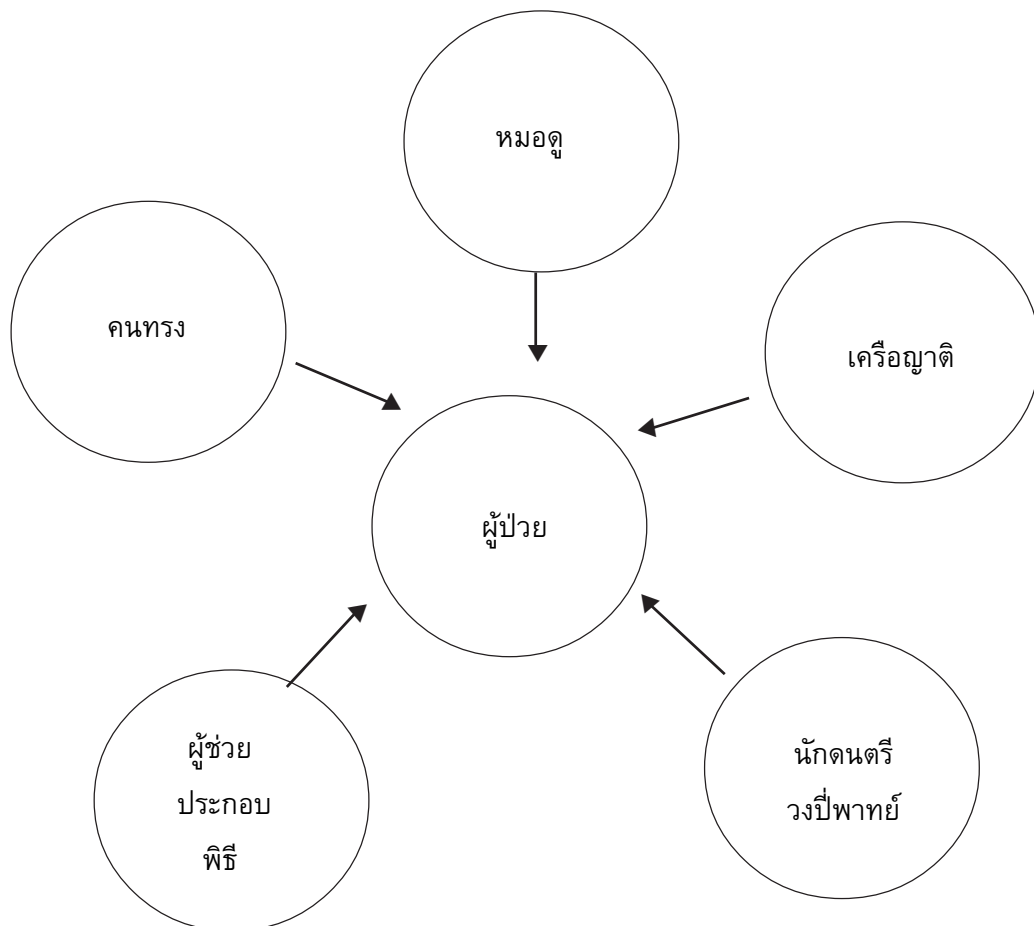 หมอดู
คนทรง
เครือญาติ
ผู้ป่วย
ผู้ช่วย
ประกอบ
พิธี
นักดนตรี
วงปี่พาทย์